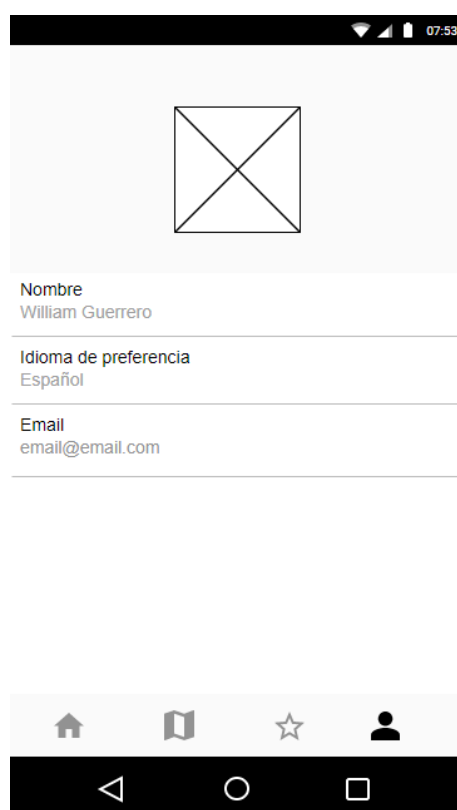 07:53
Nombre
William Guerrero
Idioma de preferencia
Español
Email
email@email.com